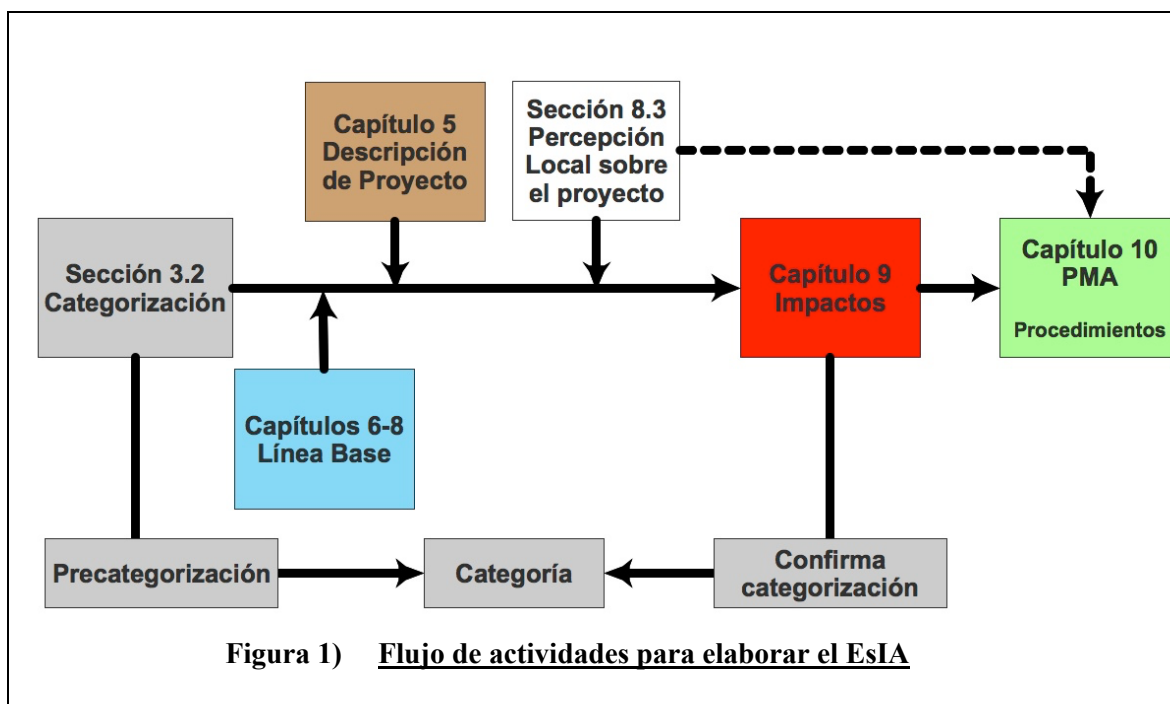 Capítulo 5
Descripción
de Proyecto
Sección 8.3
Percepción
Local sobre
el proyecto
Sección 3.2
Categorización
Capítulo 9
Impactos
Capítulo 10
PMA
Procedimientos
Capítulos 6-8
Línea Base
Precategorización
Categoría
Confirma
categorización
Figura 1) Flujo de actividades para elaborar el EsIA